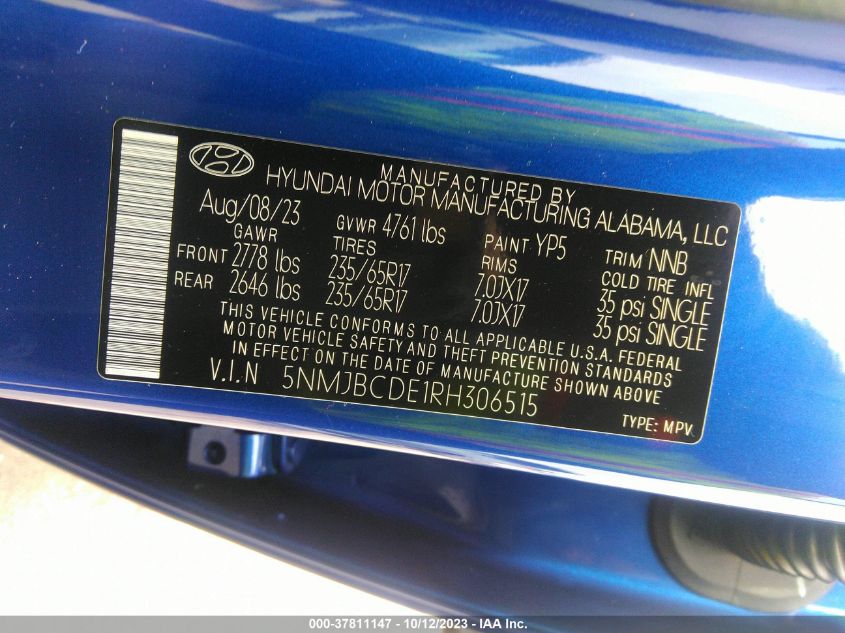 MANUFACTURED BY
HYUNDAI MOTOR MANUFACTURING ALABAMA, LLC
Aug/08/23 GVWR 4761 lbs PAINT YP5 TRIM NNB
GAWR TIRES RIMS COLD TIRE INFL
FRONT 2778 lbs 235/65R17 7.0JX17 35 psi SINGLE
REAR 2646 lbs 235/65R17 7.0JX17 35 psi SINGLE
THIS VEHICLE CONFORMS TO ALL APPLICABLE U.S.A. FEDERAL
MOTOR VEHICLE SAFETY AND THEFT PREVENTION STANDARDS
IN EFFECT ON THE DATE OF MANUFACTURE SHOWN ABOVE
V.I.N 5NMJBCDE1RH306515
TYPE: MPV
000-37811147 - 10/12/2023 - IAA Inc.